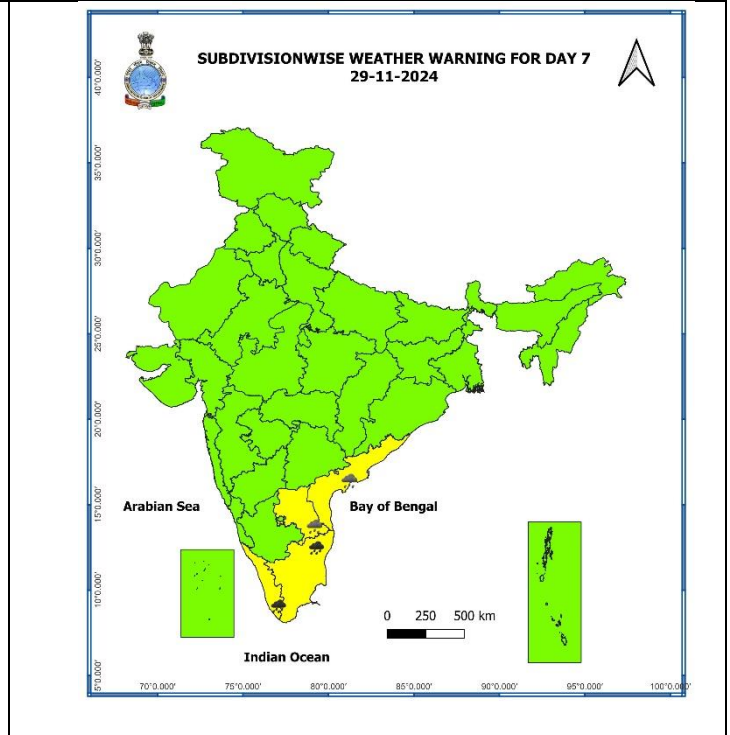 SUBDIVISIONWISE WEATHER WARNING FOR DAY 7
29-11-2024
40°0.000'
35°0.000'
30°0.000'
25°0.000'
20°0.000'
15°0.000'
10°0.000'
5°0.000'
Arabian Sea
Bay of Bengal
0 250 500 km
Indian Ocean
70°0.000' 75°0.000' 80°0.000' 85°0.000' 90°0.000' 95°0.000' 100°0.000'